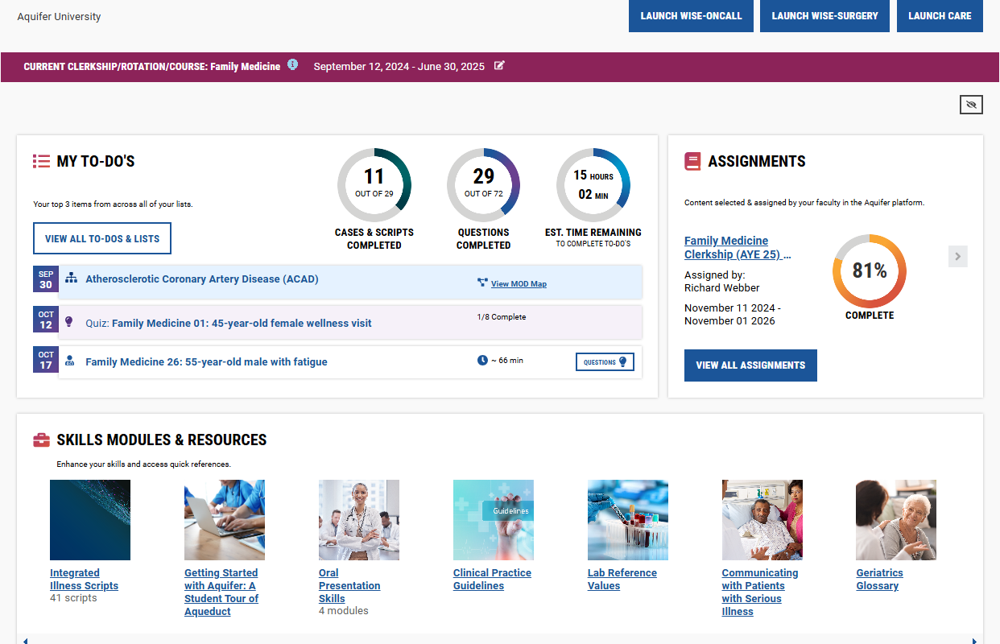 Aquifer University
LAUNCH WISE-ONCALL
LAUNCH WISE-SURGERY
LAUNCH CARE
CURRENT CLERKSHIP/ROTATION/COURSE: Family Medicine
September 12, 2024 - June 30, 2025
MY TO-DO'S
Your top 3 items from across all of your lists.
VIEW ALL TO-DOS & LISTS
11
OUT OF 29
CASES & SCRIPTS
COMPLETED
29
OUT OF 72
QUESTIONS
COMPLETED
15 HOURS
02 MIN
EST. TIME REMAINING
TO COMPLETE TO-DO'S
SEP
30
Atherosclerotic Coronary Artery Disease (ACAD)
View MOD Map
OCT
12
Quiz: Family Medicine 01: 45-year-old female wellness visit
1/8 Complete
OCT
17
Family Medicine 26: 55-year-old male with fatigue
~ 66 min
QUESTIONS
ASSIGNMENTS
Content selected & assigned by your faculty in the Aquifer platform.
Family Medicine
Clerkship (AYE 25) ...
Assigned by:
Richard Webber
November 11 2024 -
November 01 2026
81%
COMPLETE
VIEW ALL ASSIGNMENTS
SKILLS MODULES & RESOURCES
Enhance your skills and access quick references.
Integrated
Illness Scripts
41 scripts
Getting Started
with Aquifer: A
Student Tour of
Aqueduct
Oral
Presentation
Skills
4 modules
Guidelines
Clinical Practice
Guidelines
Lab Reference
Values
Communicating
with Patients
with Serious
Illness
Geriatrics
Glossary